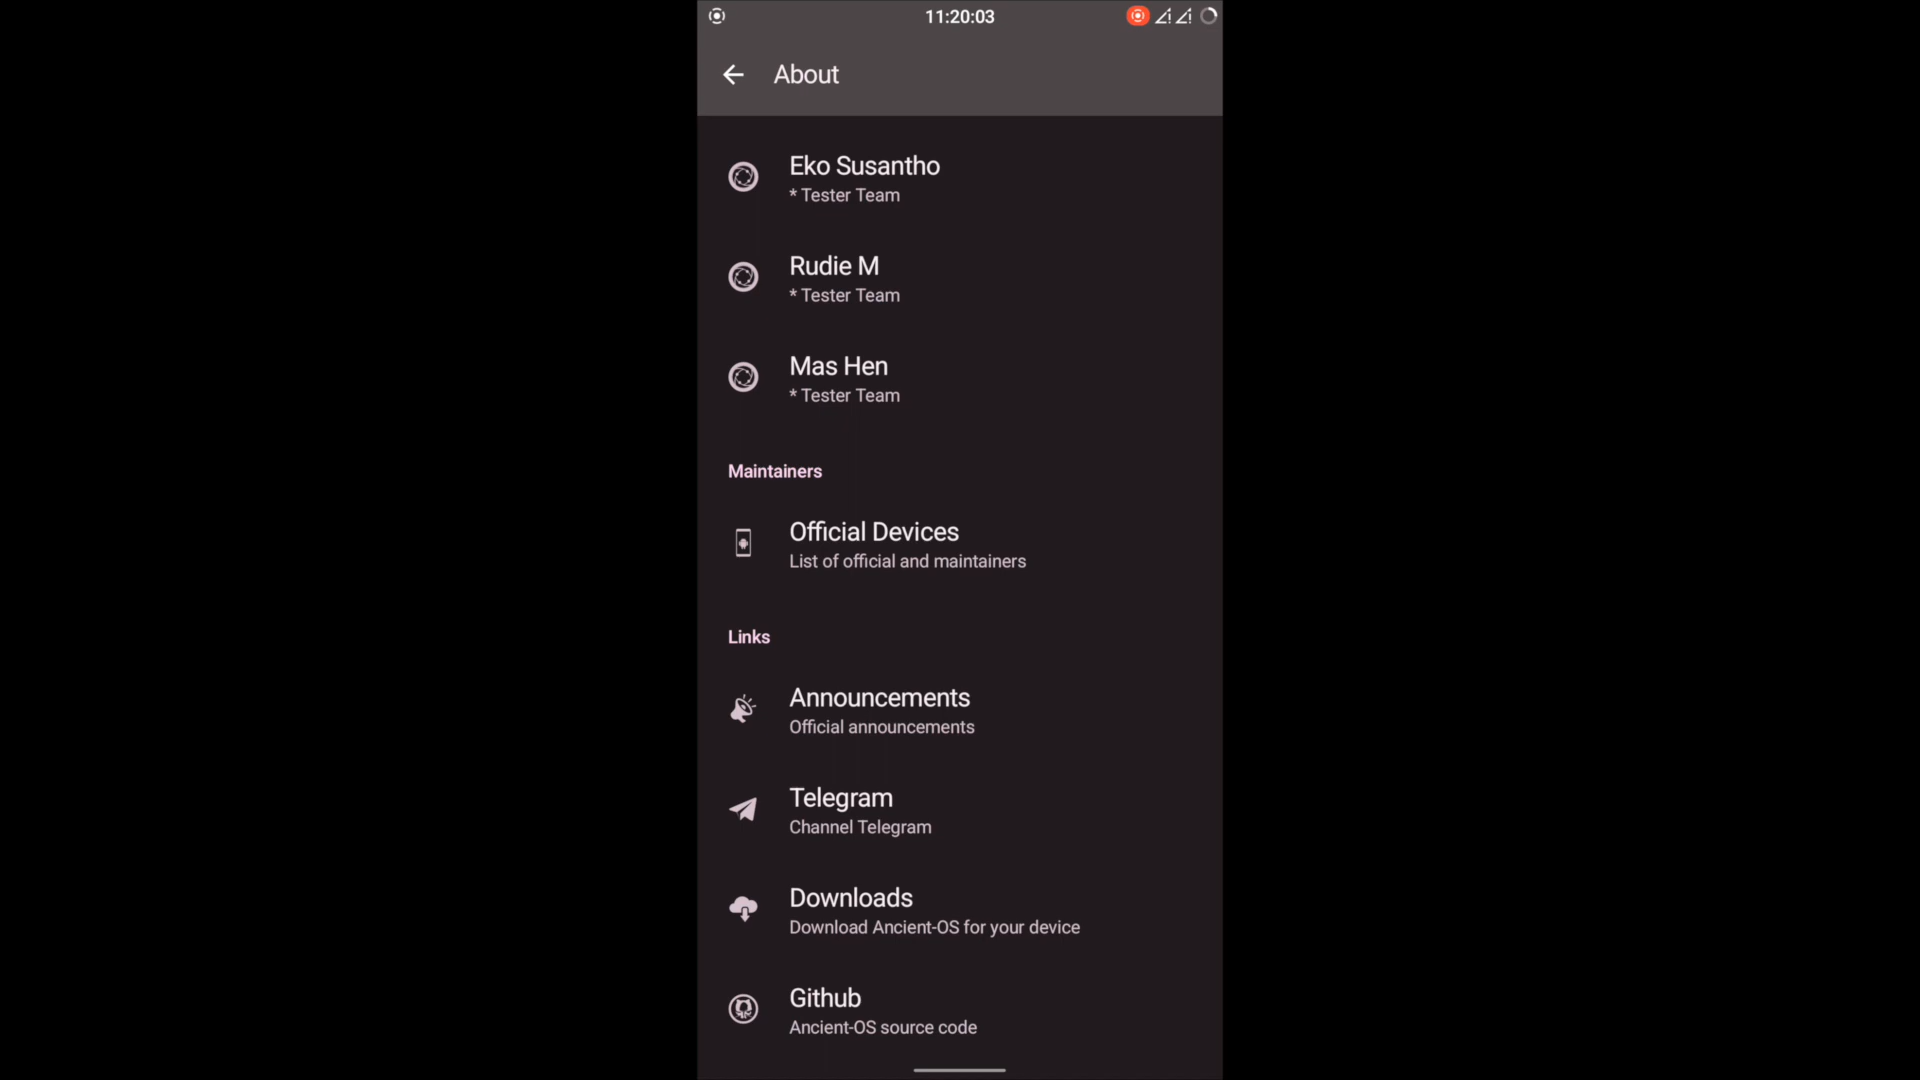 11:20:03
About
Eko Susantho
* Tester Team
Rudie M
* Tester Team
Mas Hen
* Tester Team
Maintainers
Official Devices
List of official and maintainers
Links
Announcements
Official announcements
Telegram
Channel Telegram
Downloads
Download Ancient-OS for your device
Github
Ancient-OS source code